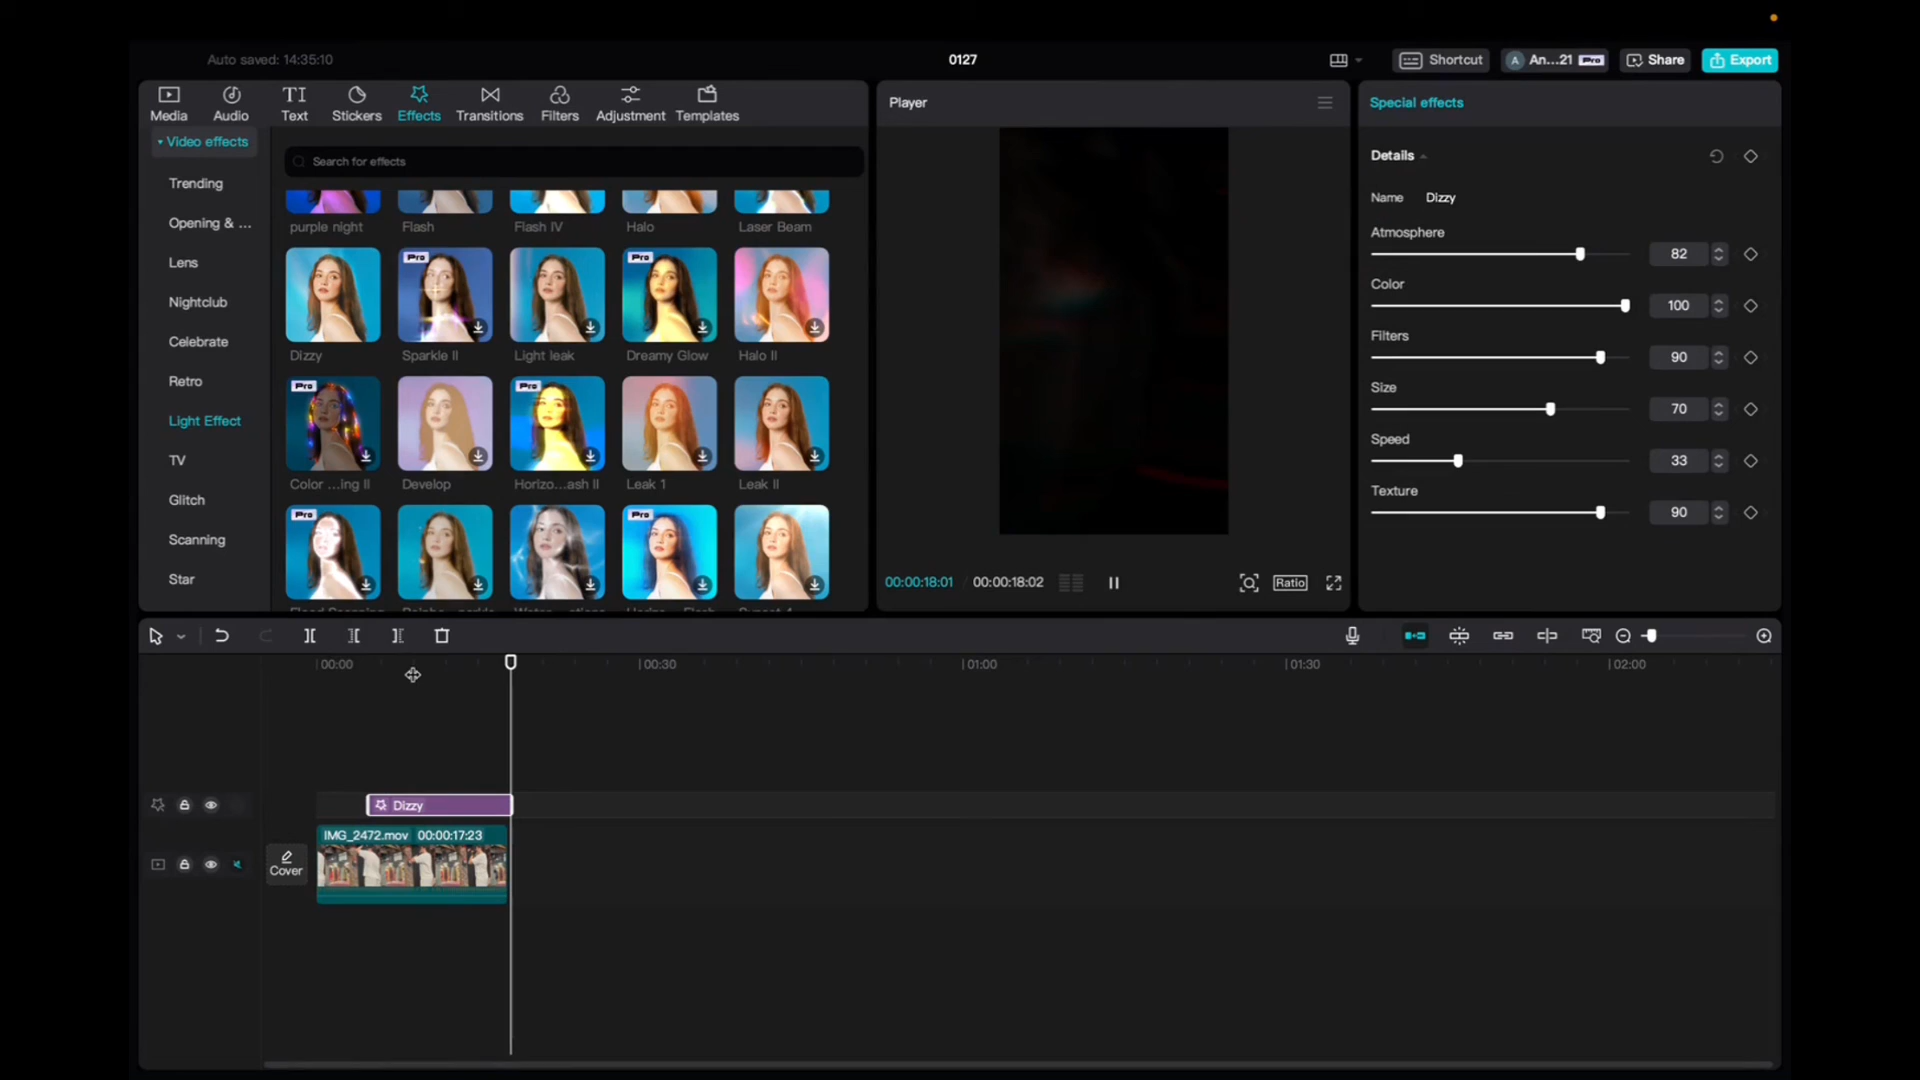 Auto saved: 14:35:10
0127
Shortcut
A An...21 Pro
Share
Export
Media
Audio
TI
Text
Stickers
Effects
Transitions
Filters
Adjustment
Templates
Player
Special effects
Video effects
Search for effects
Trending
Opening & ...
Lens
Nightclub
Celebrate
Retro
Light Effect
TV
Glitch
Scanning
Star
purple night
Flash
Flash IV
Halo
Laser Beam
Pro
Pro
Dizzy
Sparkle II
Light leak
Dreamy Glow
Halo II
Pro
Pro
Color ...ing II
Develop
Horizo...ash II
Leak 1
Leak II
Pro
Pro
Details
Name Dizzy
Atmosphere
82
Color
100
Filters
90
Size
70
Speed
33
Texture
90
00:00:18:01 / 00:00:18:02
Ratio
00:00
00:30
01:00
01:30
02:00
Dizzy
IMG_2472.mov 00:00:17:23
Cover